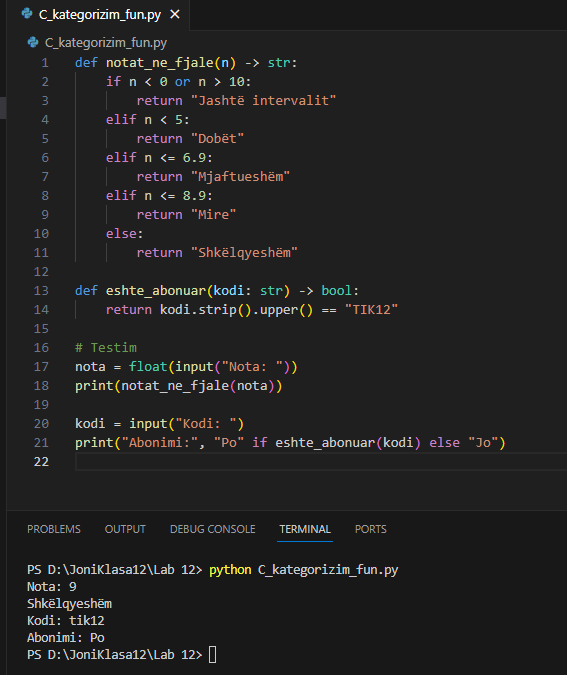 C_kategorizim_fun.py ✕
C_kategorizim_fun.py
1 def notat_ne_fjale(n) -> str:
2     if n < 0 or n > 10:
3         return "Jashtë intervalit"
4     elif n < 5:
5         return "Dobët"
6     elif n <= 6.9:
7         return "Mjaftueshëm"
8     elif n <= 8.9:
9         return "Mire"
10     else:
11         return "Shkëlqyeshëm"
12
13 def eshte_abonuar(kodi: str) -> bool:
14     return kodi.strip().upper() == "TIK12"
15
16 # Testim
17 nota = float(input("Nota: "))
18 print(notat_ne_fjale(nota))
19
20 kodi = input("Kodi: ")
21 print("Abonimi:", "Po" if eshte_abonuar(kodi) else "Jo")
22
PROBLEMS OUTPUT DEBUG CONSOLE TERMINAL PORTS
PS D:\JoniKlasa12\Lab 12> python C_kategorizim_fun.py
Nota: 9
Shkëlqyeshëm
Kodi: tik12
Abonimi: Po
PS D:\JoniKlasa12\Lab 12>